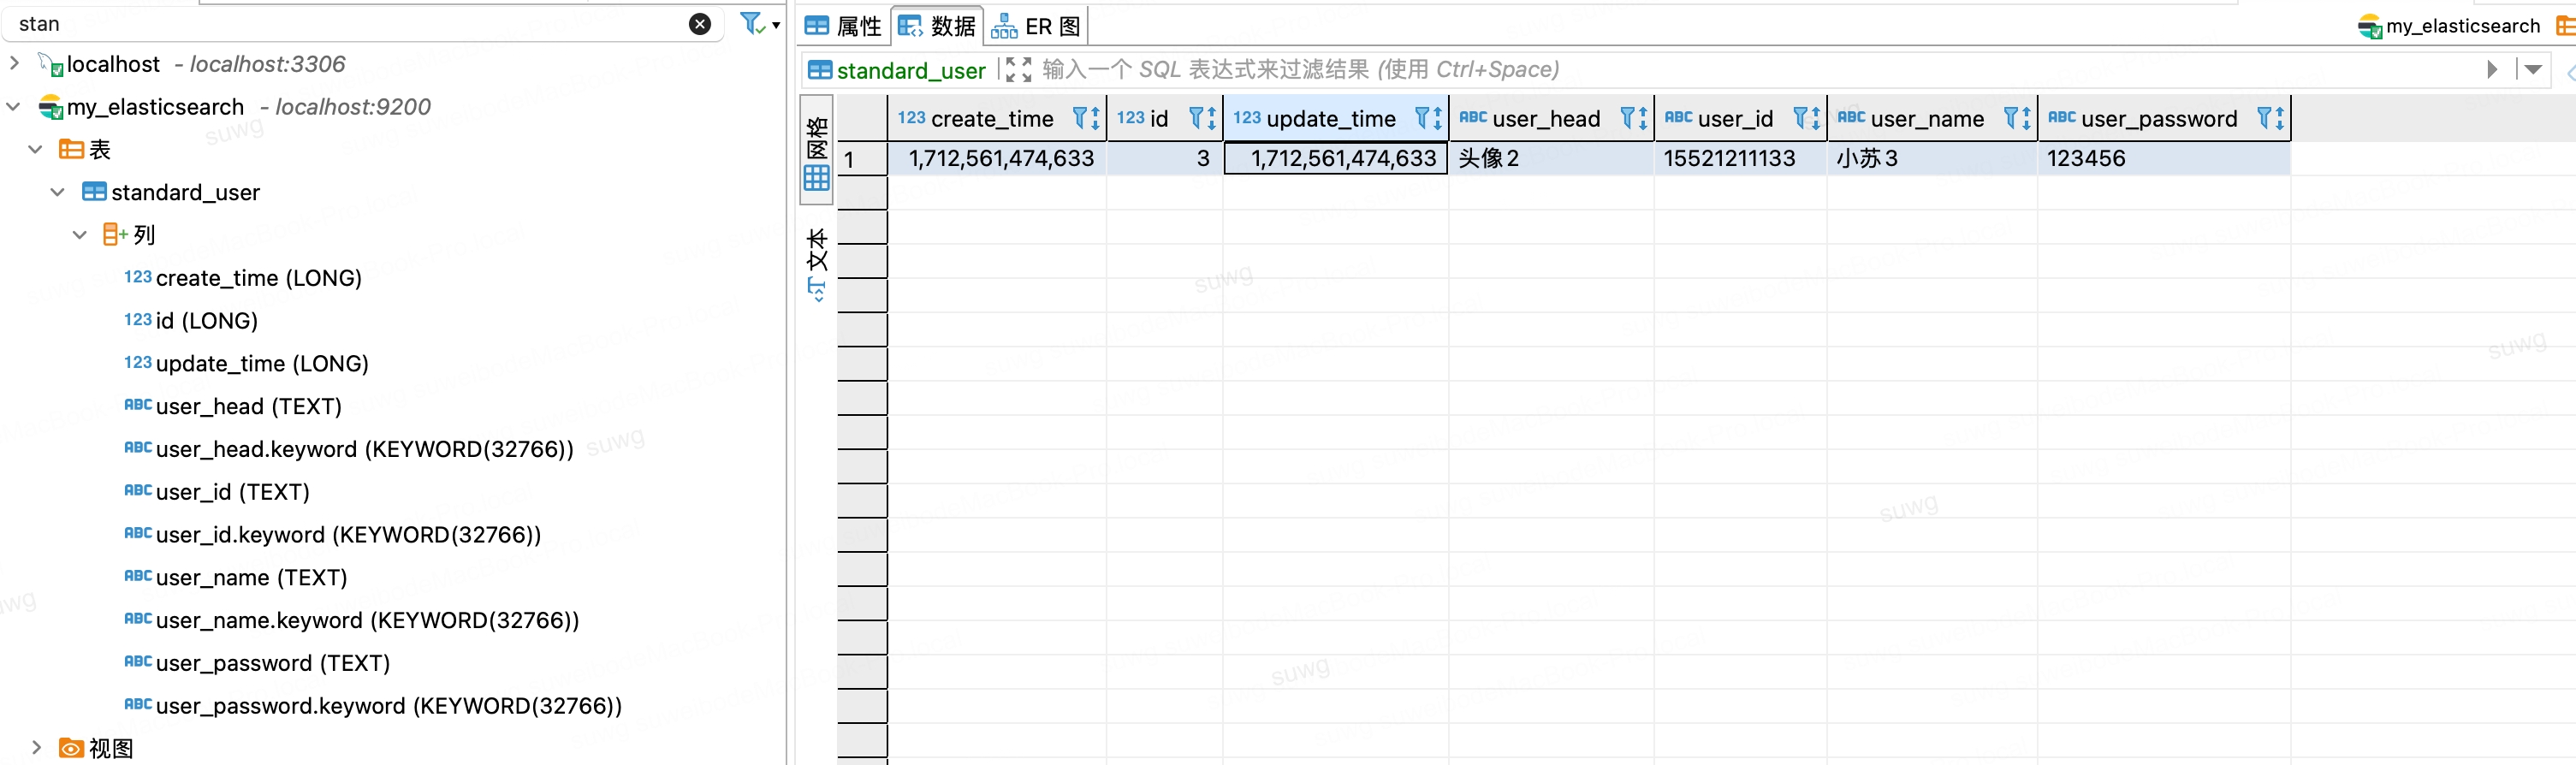 stan
localhost - localhost:3306
my_elasticsearch - localhost:9200
表
standard_user
列
123 create_time (LONG)
123 id (LONG)
123 update_time (LONG)
ABC user_head (TEXT)
ABC user_head.keyword (KEYWORD(32766))
ABC user_id (TEXT)
ABC user_id.keyword (KEYWORD(32766))
ABC user_name (TEXT)
ABC user_name.keyword (KEYWORD(32766))
ABC user_password (TEXT)
ABC user_password.keyword (KEYWORD(32766))
视图
属性 数据 ER 图
my_elasticsearch
standard_user 输入一个 SQL 表达式来过滤结果 (使用 Ctrl+Space)
网格
文本
123 create_time 123 id 123 update_time ABC user_head ABC user_id ABC user_name ABC user_password
1 1,712,561,474,633 3 1,712,561,474,633 头像2 15521211133 小苏3 123456
suwg
suwg
suwg
suwg
suwg
suwg